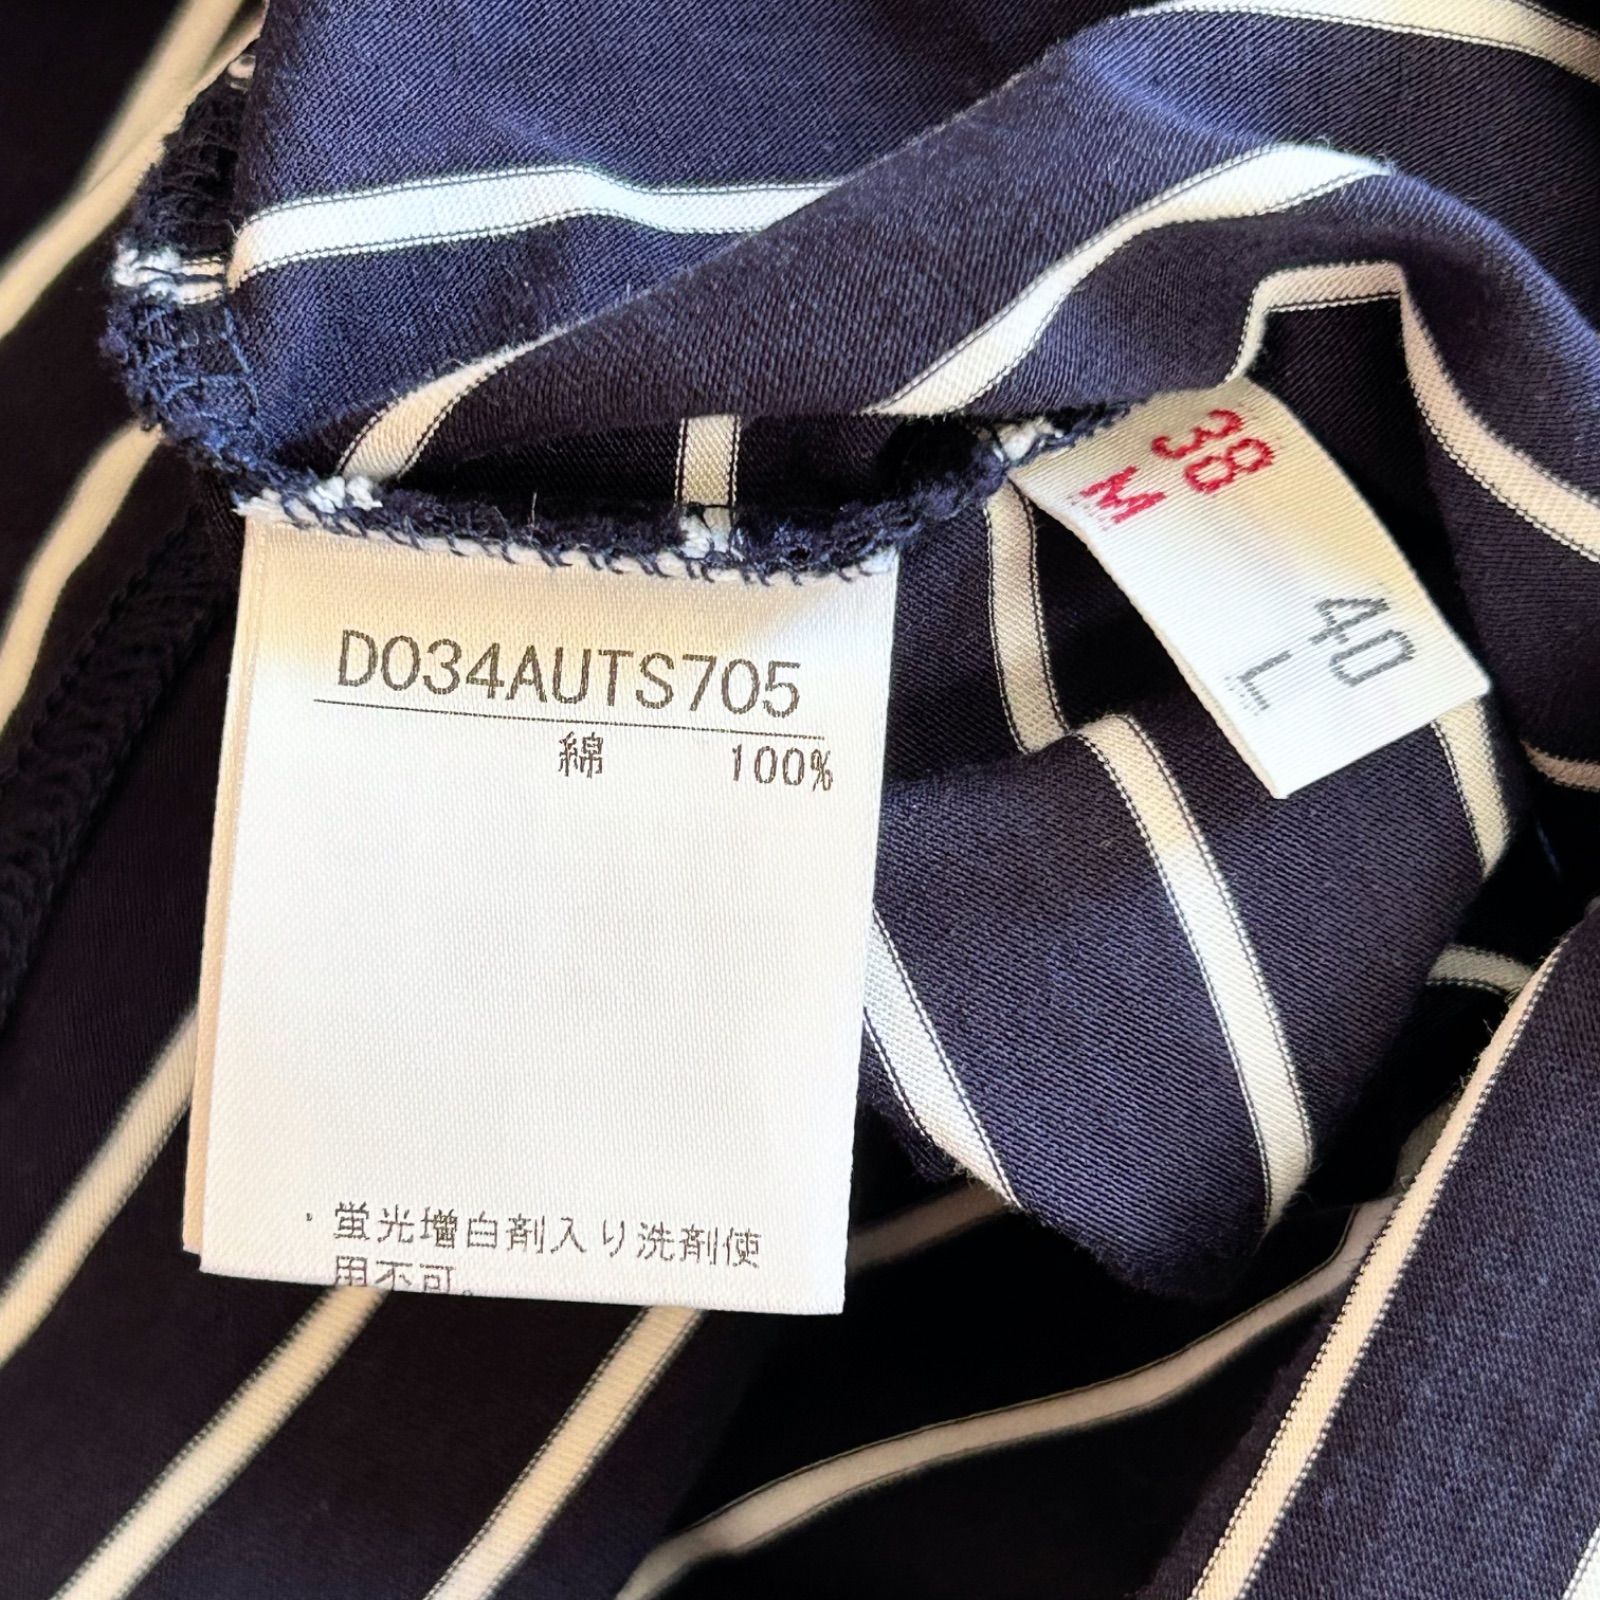 D034AUTS705
綿 100%
・蛍光増白剤入り洗剤使
用不可。
38
M
40
L